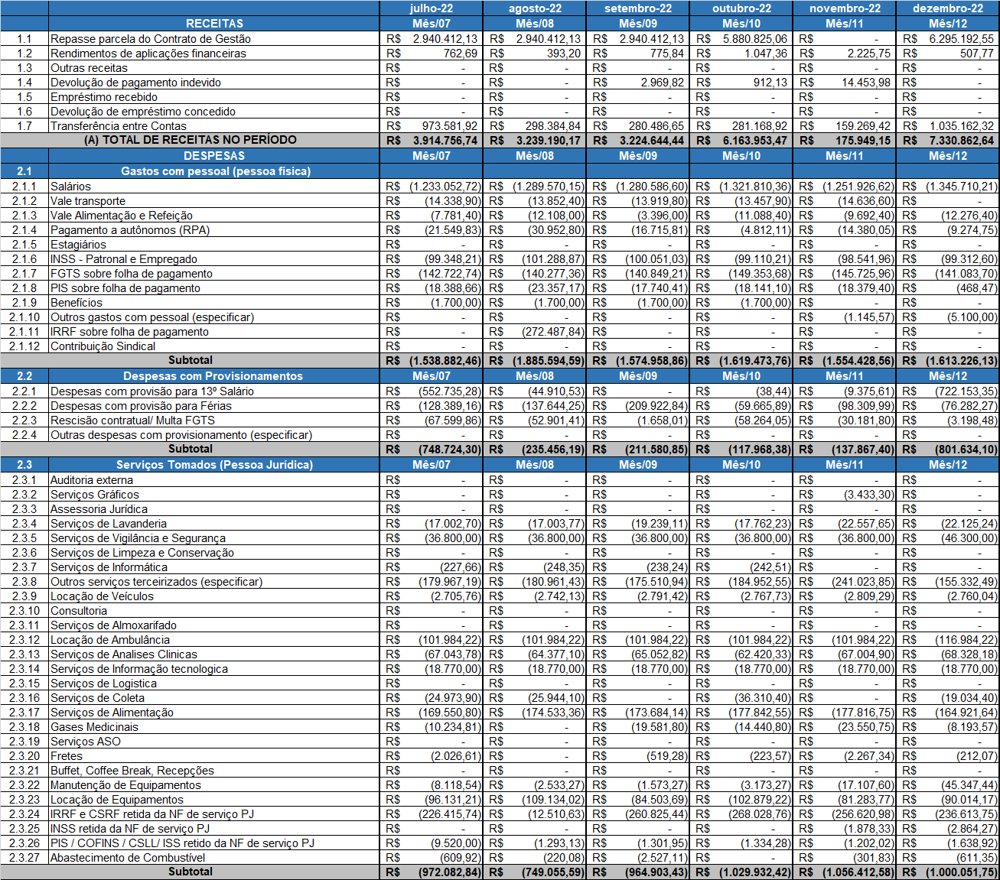 julho-22 agosto-22 setembro-22 outubro-22 novembro-22 dezembro-22
RECEITAS Mês/07 Mês/08 Mês/09 Mês/10 Mês/11 Mês/12
1.1 Repasse parcela do Contrato de Gestão R$ 2.940.412,13 R$ 2.940.412,13 R$ 2.940.412,13 R$ 5.880.825,06 R$ - R$ 6.295.192,55
1.2 Rendimentos de aplicações financeiras R$ 762,69 R$ 393,20 R$ 775,84 R$ 1.047,36 R$ 2.225,75 R$ 507,77
1.3 Outras receitas R$ - R$ - R$ - R$ - R$ - R$ -
1.4 Devolução de pagamento indevido R$ - R$ - R$ 2.969,82 R$ 912,13 R$ 14.453,98 R$ -
1.5 Empréstimo recebido R$ - R$ - R$ - R$ - R$ - R$ -
1.6 Devolução de empréstimo concedido R$ - R$ - R$ - R$ - R$ - R$ -
1.7 Transferência entre Contas R$ 973.581,92 R$ 298.384,84 R$ 280.486,65 R$ 281.168,92 R$ 159.269,42 R$ 1.035.162,32
(A) TOTAL DE RECEITAS NO PERÍODO R$ 3.914.756,74 R$ 3.239.190,17 R$ 3.224.644,44 R$ 6.163.953,47 R$ 175.949,15 R$ 7.330.862,64
DESPESAS Mês/07 Mês/08 Mês/09 Mês/10 Mês/11 Mês/12
2.1 Gastos com pessoal (pessoa física)
2.1.1 Salários R$ (1.233.052,72) R$ (1.289.570,15) R$ (1.280.586,60) R$ (1.321.810,36) R$ (1.251.926,62) R$ (1.345.710,21)
2.1.2 Vale transporte R$ (14.338,90) R$ (13.852,40) R$ (13.919,80) R$ (13.457,90) R$ (14.636,60) R$ -
2.1.3 Vale Alimentação e Refeição R$ (7.781,40) R$ (12.108,00) R$ (3.396,00) R$ (11.088,40) R$ (9.692,40) R$ (12.276,40)
2.1.4 Pagamento a autônomos (RPA) R$ (21.549,83) R$ (30.952,80) R$ (16.715,81) R$ (4.812,11) R$ (14.380,05) R$ (9.274,75)
2.1.5 Estagiários R$ - R$ - R$ - R$ - R$ - R$ -
2.1.6 INSS - Patronal e Empregado R$ (99.348,21) R$ (101.288,87) R$ (100.051,03) R$ (99.110,21) R$ (98.541,96) R$ (99.312,60)
2.1.7 FGTS sobre folha de pagamento R$ (142.722,74) R$ (140.277,36) R$ (140.849,21) R$ (149.353,68) R$ (145.725,96) R$ (141.083,70)
2.1.8 PIS sobre folha de pagamento R$ (18.388,66) R$ (23.357,17) R$ (17.740,41) R$ (18.141,10) R$ (18.379,40) R$ (468,47)
2.1.9 Benefícios R$ (1.700,00) R$ (1.700,00) R$ (1.700,00) R$ (1.700,00) R$ - R$ -
2.1.10 Outros gastos com pessoal (especificar) R$ - R$ - R$ - R$ - R$ (1.145,57) R$ (5.100,00)
2.1.11 IRRF sobre folha de pagamento R$ - R$ (272.487,84) R$ - R$ - R$ - R$ -
2.1.12 Contribuição Sindical R$ - R$ - R$ - R$ - R$ - R$ -
Subtotal R$ (1.538.882,46) R$ (1.885.594,59) R$ (1.574.958,86) R$ (1.619.473,76) R$ (1.554.428,56) R$ (1.613.226,13)
2.2 Despesas com Provisionamentos Mês/07 Mês/08 Mês/09 Mês/10 Mês/11 Mês/12
2.2.1 Despesas com provisão para 13º Salário R$ (552.735,28) R$ (44.910,53) R$ - R$ (38,44) R$ (9.375,61) R$ (722.153,35)
2.2.2 Despesas com provisão para Férias R$ (128.389,16) R$ (137.644,25) R$ (209.922,84) R$ (59.665,89) R$ (98.309,99) R$ (76.282,27)
2.2.3 Rescisão contratual/ Multa FGTS R$ (67.599,86) R$ (52.901,41) R$ (1.658,01) R$ (58.264,05) R$ (30.181,80) R$ (3.198,48)
2.2.4 Outras despesas com provisionamento (especificar) R$ - R$ - R$ - R$ - R$ - R$ -
Subtotal R$ (748.724,30) R$ (235.456,19) R$ (211.580,85) R$ (117.968,38) R$ (137.867,40) R$ (801.634,10)
2.3 Serviços Tomados (Pessoa Jurídica) Mês/07 Mês/08 Mês/09 Mês/10 Mês/11 Mês/12
2.3.1 Auditoria externa R$ - R$ - R$ - R$ - R$ - R$ -
2.3.2 Serviços Gráficos R$ - R$ - R$ - R$ - R$ (3.433,30) R$ -
2.3.3 Assessoria Jurídica R$ - R$ - R$ - R$ - R$ - R$ -
2.3.4 Serviços de Lavanderia R$ (17.002,70) R$ (17.003,77) R$ (19.239,11) R$ (17.762,23) R$ (22.557,65) R$ (22.125,24)
2.3.5 Serviços de Vigilância e Segurança R$ (36.800,00) R$ (36.800,00) R$ (36.800,00) R$ (36.800,00) R$ (36.800,00) R$ (46.300,00)
2.3.6 Serviços de Limpeza e Conservação R$ - R$ - R$ - R$ - R$ - R$ -
2.3.7 Serviços de Informática R$ (227,66) R$ (248,35) R$ (238,24) R$ (242,51) R$ - R$ -
2.3.8 Outros serviços terceirizados (especificar) R$ (179.967,19) R$ (180.961,43) R$ (175.510,94) R$ (184.952,55) R$ (241.023,85) R$ (155.332,49)
2.3.9 Locação de Veículos R$ (2.705,76) R$ (2.742,13) R$ (2.791,42) R$ (2.767,73) R$ (2.809,29) R$ (2.760,04)
2.3.10 Consultoria R$ - R$ - R$ - R$ - R$ - R$ -
2.3.11 Serviços de Almoxarifado R$ - R$ - R$ - R$ - R$ - R$ -
2.3.12 Locação de Ambulância R$ (101.984,22) R$ (101.984,22) R$ (101.984,22) R$ (101.984,22) R$ (101.984,22) R$ (116.984,22)
2.3.13 Serviços de Analises Clinicas R$ (67.043,78) R$ (64.377,10) R$ (65.052,82) R$ (62.420,33) R$ (67.004,90) R$ (68.328,18)
2.3.14 Serviços de Informação tecnologica R$ (18.770,00) R$ (18.770,00) R$ (18.770,00) R$ (18.770,00) R$ (18.770,00) R$ (18.770,00)
2.3.15 Serviços de Logistica R$ - R$ - R$ - R$ - R$ - R$ -
2.3.16 Serviços de Coleta R$ (24.973,90) R$ (25.944,10) R$ - R$ (36.310,40) R$ - R$ (19.034,40)
2.3.17 Serviços de Alimentação R$ (169.550,80) R$ (174.533,36) R$ (173.684,14) R$ (177.842,55) R$ (177.816,75) R$ (164.921,64)
2.3.18 Gases Medicinais R$ (10.234,81) R$ - R$ (19.581,80) R$ (14.440,80) R$ (23.550,75) R$ (8.193,57)
2.3.19 Serviços ASO R$ - R$ - R$ - R$ - R$ - R$ -
2.3.20 Fretes R$ (2.026,61) R$ - R$ (519,28) R$ (223,57) R$ (2.267,34) R$ (212,07)
2.3.21 Buffet, Coffee Break, Recepções R$ - R$ - R$ - R$ - R$ - R$ -
2.3.22 Manutenção de Equipamentos R$ (8.118,54) R$ (2.533,27) R$ (1.573,27) R$ (3.173,27) R$ (17.107,60) R$ (45.347,44)
2.3.23 Locação de Equipamentos R$ (96.131,21) R$ (109.134,02) R$ (84.503,69) R$ (102.879,22) R$ (81.283,77) R$ (90.014,17)
2.3.24 IRRF e CSRF retida da NF de serviço PJ R$ (226.415,74) R$ (12.510,63) R$ (260.825,44) R$ (268.028,76) R$ (256.620,98) R$ (236.613,75)
2.3.25 INSS retida da NF de serviço PJ R$ - R$ - R$ - R$ - R$ (1.878,33) R$ (2.864,27)
2.3.26 PIS / COFINS / CSLL/ ISS retido da NF de serviço PJ R$ (9.520,00) R$ (1.293,13) R$ (1.301,95) R$ (1.334,28) R$ (1.202,02) R$ (1.638,92)
2.3.27 Abastecimento de Combustível R$ (609,92) R$ (220,08) R$ (2.527,11) R$ - R$ (301,83) R$ (611,35)
Subtotal R$ (972.082,84) R$ (749.055,59) R$ (964.903,43) R$ (1.029.932,42) R$ (1.056.412,58) R$ (1.000.051,75)